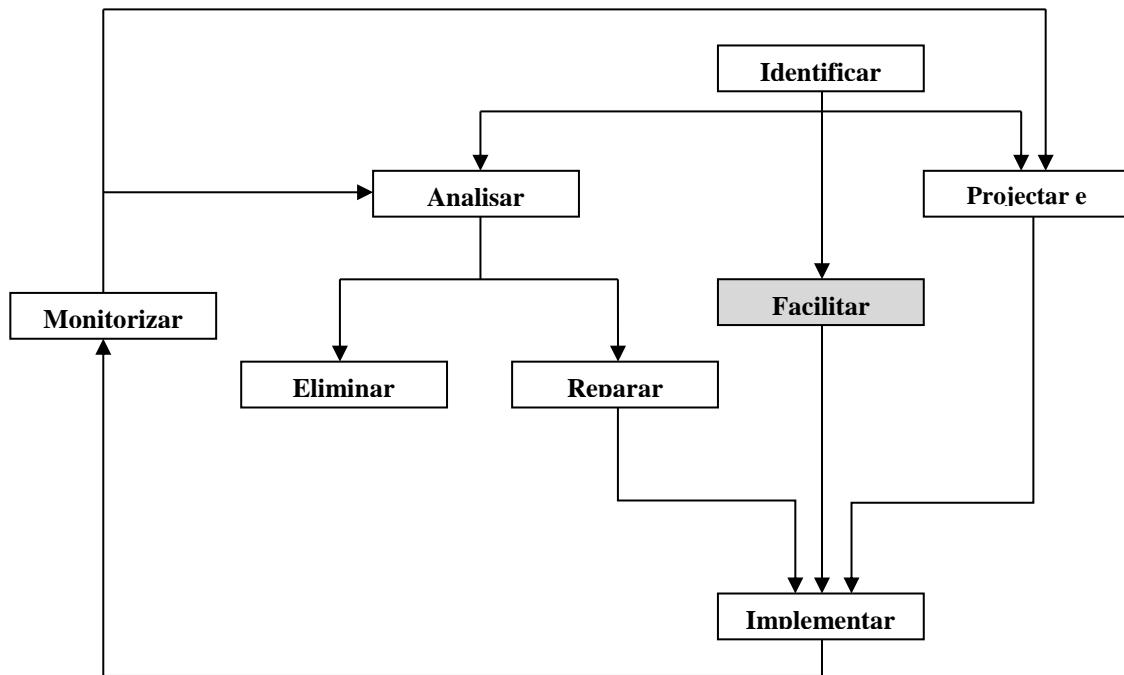 Identificar
Analisar
Projectar e
Monitorizar
Facilitar
Eliminar
Reparar
Implementar